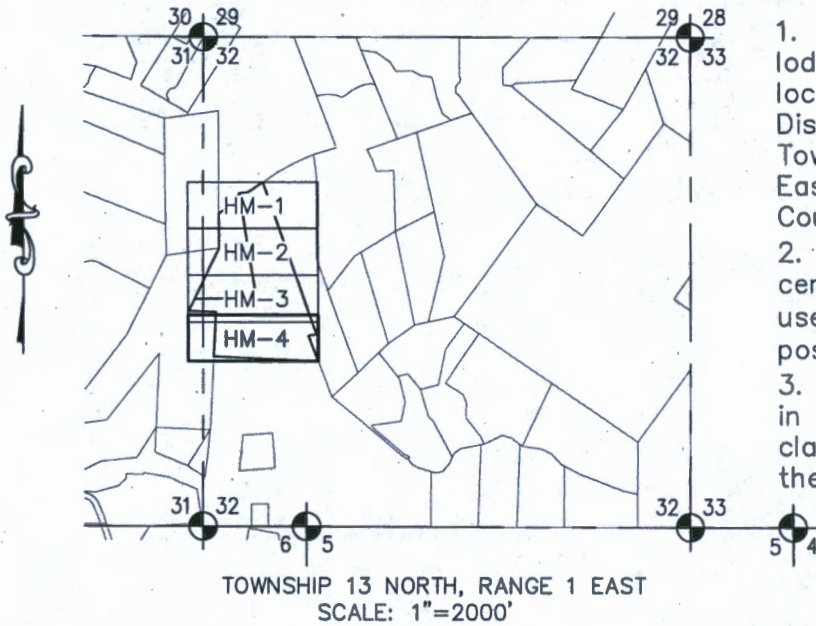 30 29
31 32
29 28
32 33
HM-1
HM-2
HM-3
HM-4
31 32
6 5
32 33
5 4
TOWNSHIP 13 NORTH, RANGE 1 EAST
SCALE: 1"=2000'
1.
lod
loc
Dis
Tow
Eas
Cou
2.
cer
use
pos
3.
in
cla
the